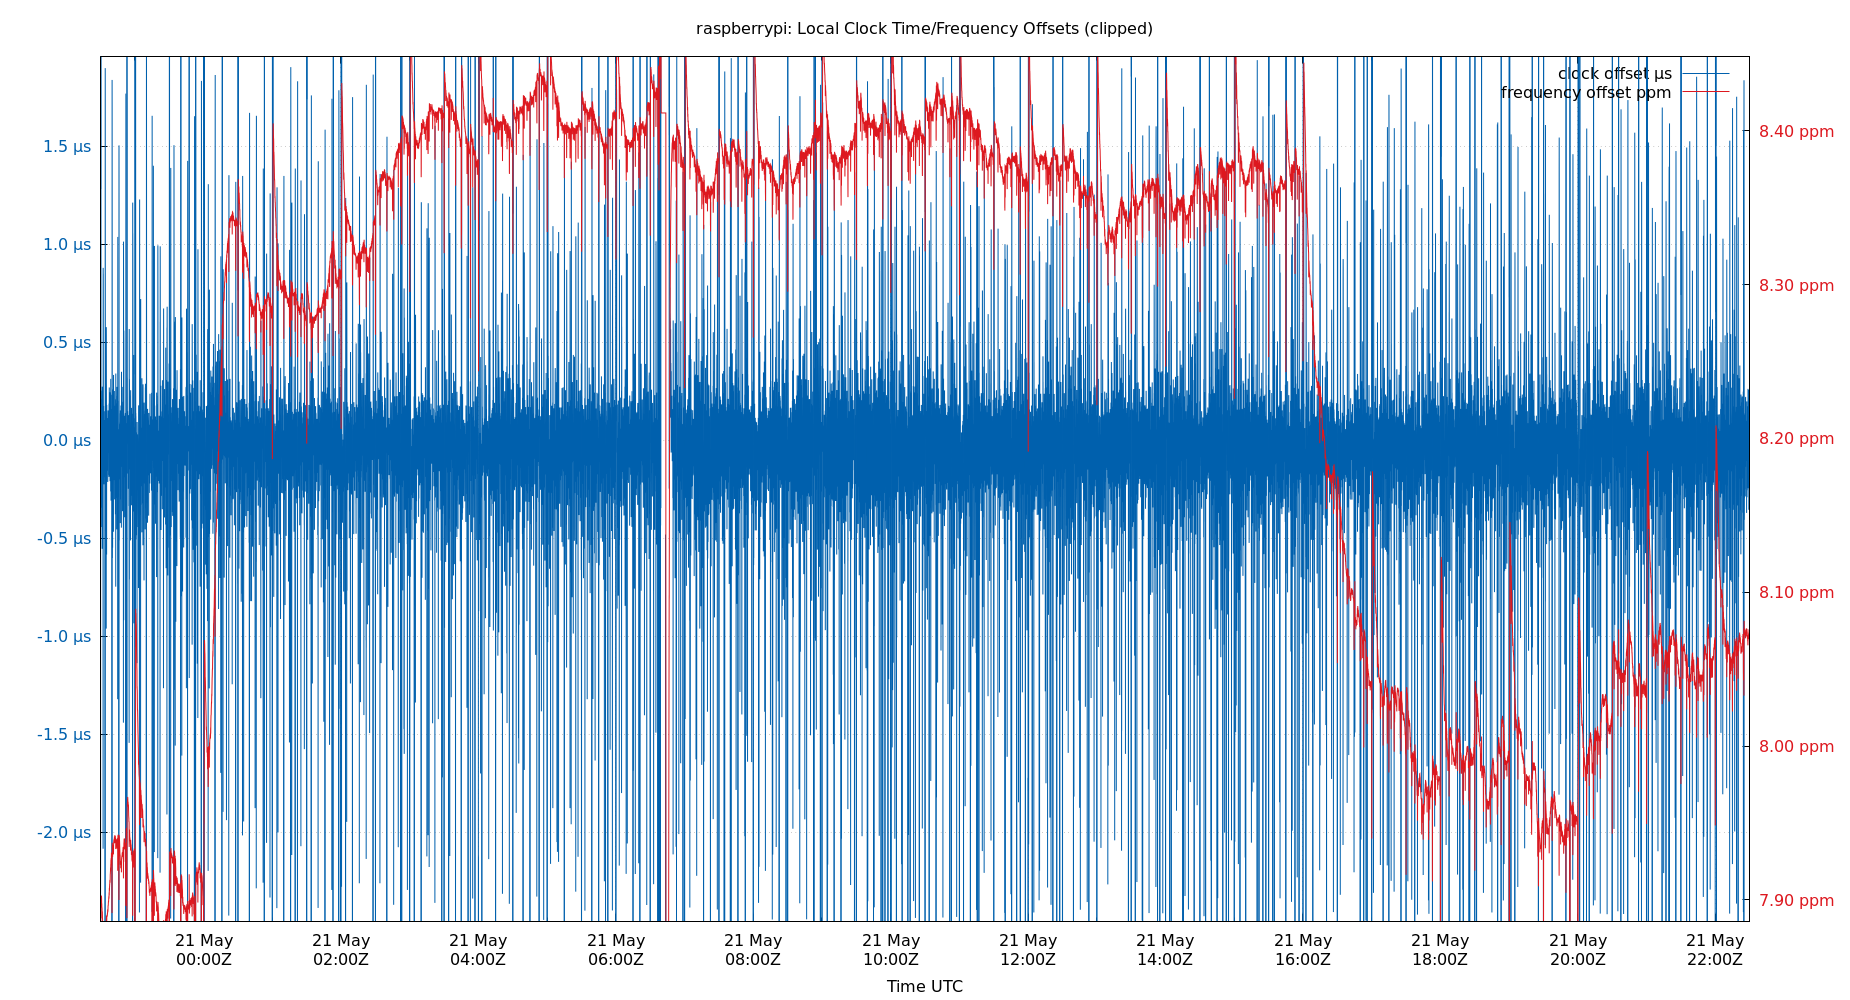 raspberrypi: Local Clock Time/Frequency Offsets (clipped)
clock offset µs
frequency offset ppm
1.5 µs
1.0 µs
0.5 µs
0.0 µs
-0.5 µs
-1.0 µs
-1.5 µs
-2.0 µs
8.40 ppm
8.30 ppm
8.20 ppm
8.10 ppm
8.00 ppm
7.90 ppm
21 May 21 May 21 May 21 May 21 May 21 May 21 May 21 May 21 May 21 May 21 May 21 May
00:00Z 02:00Z 04:00Z 06:00Z 08:00Z 10:00Z 12:00Z 14:00Z 16:00Z 18:00Z 20:00Z 22:00Z
Time UTC